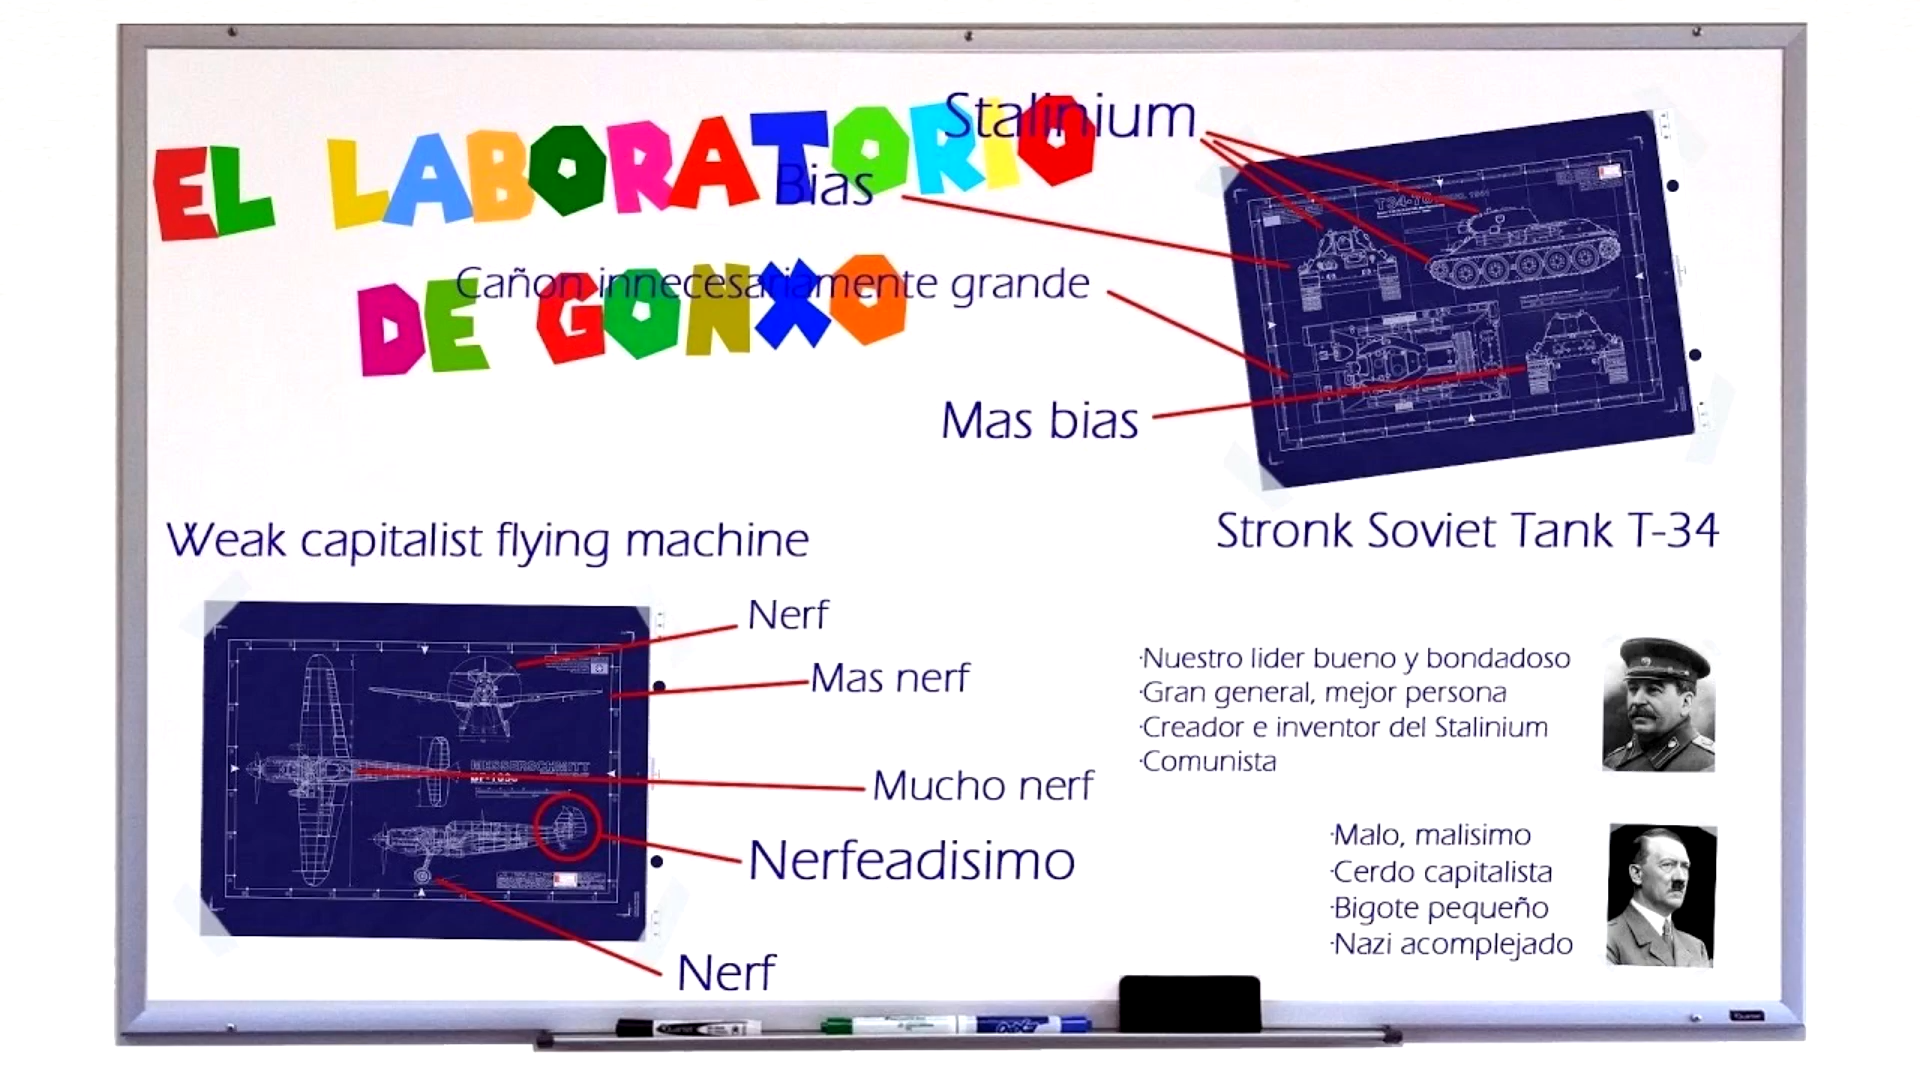 EL LABORATORIO
DE GONXO
Stalinium
Bias
Cañon innecesariamente grande
Mas bias
Stronk Soviet Tank T-34
Weak capitalist flying machine
Nerf
Mas nerf
Mucho nerf
Nerfeadisimo
Nerf
MESSERSCHMITT
·Nuestro lider bueno y bondadoso
·Gran general, mejor persona
·Creador e inventor del Stalinium
·Comunista
·Malo, malisimo
·Cerdo capitalista
·Bigote pequeño
·Nazi acomplejado